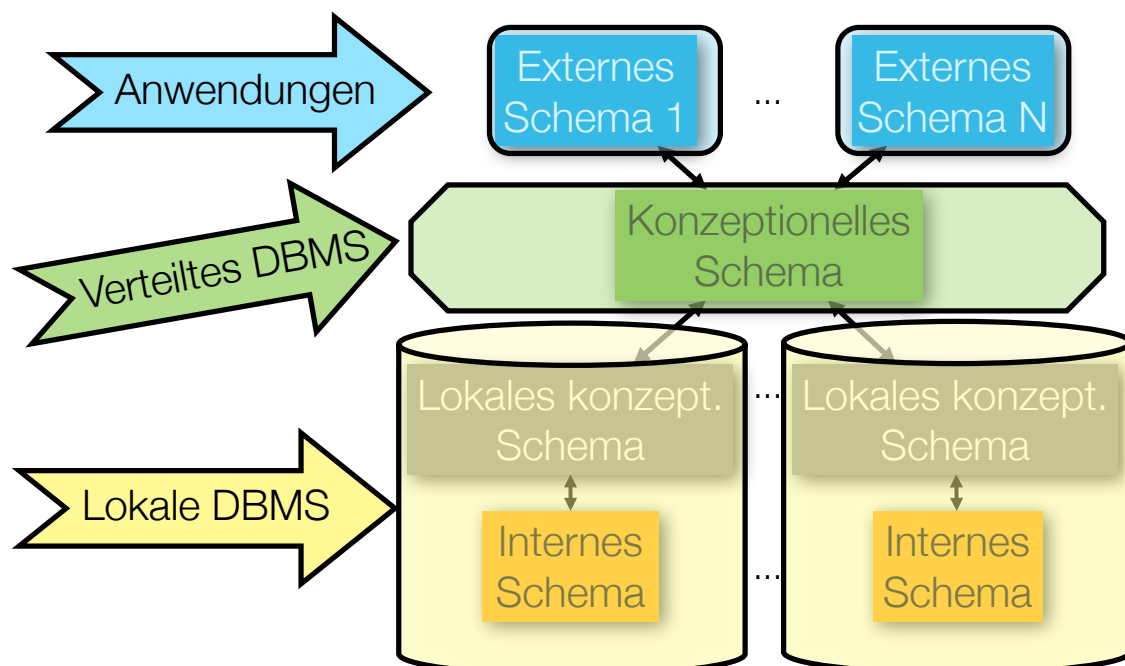 Anwendungen
Externes
Schema 1
...
Externes
Schema N
Verteiltes DBMS
Konzeptionelles
Schema
Lokales konzept.
Schema
...
Lokales konzept.
Schema
Lokale DBMS
Internes
Schema
...
Internes
Schema